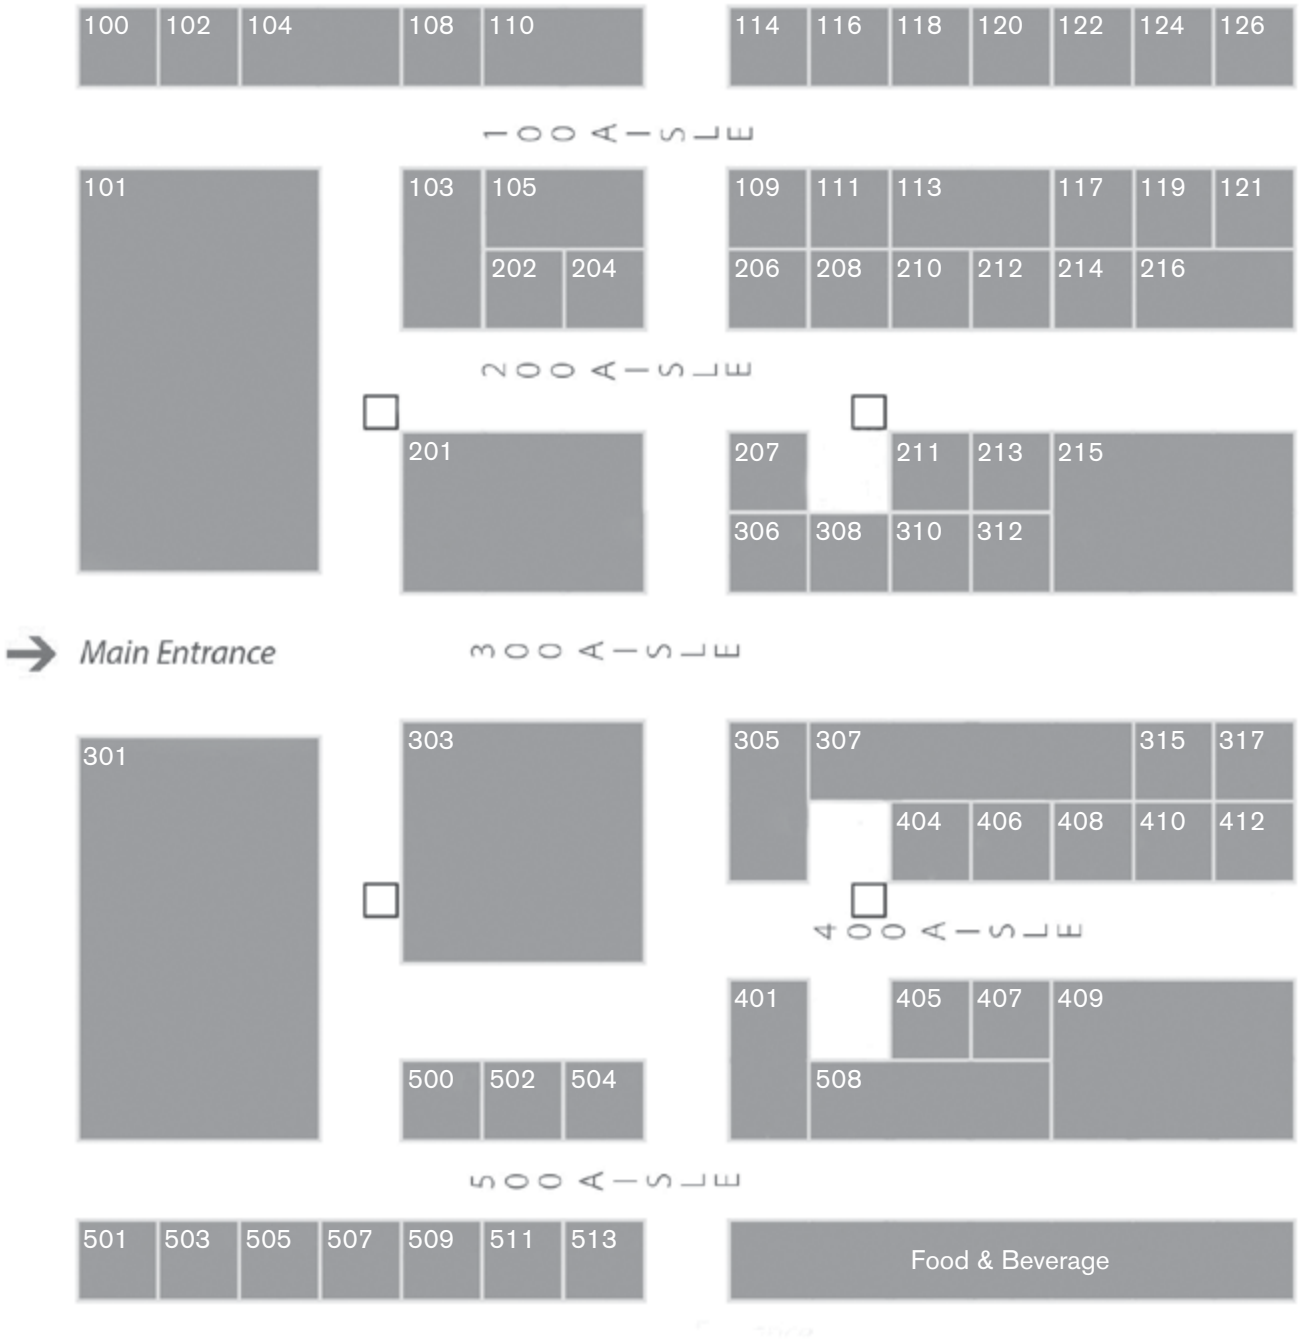 100 102 104 108 110 114 116 118 120 122 124 126
100 AISLE
101 103 105 109 111 113 117 119 121
202 204 206 208 210 212 214 216
200 AISLE
201 207 211 213 215
306 308 310 312
Main Entrance 300 AISLE
301 303 305 307 315 317
404 406 408 410 412
400 AISLE
401 405 407 409
500 502 504 508
500 AISLE
501 503 505 507 509 511 513
Food & Beverage